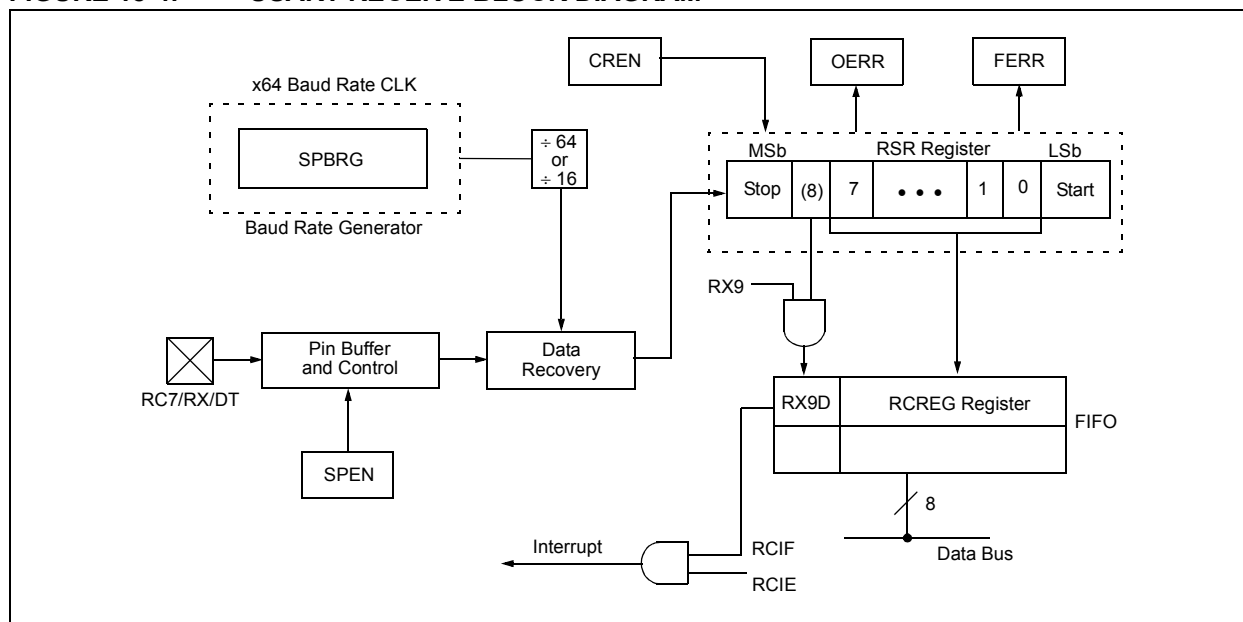 CREN
OERR
FERR
x64 Baud Rate CLK
SPBRG
Baud Rate Generator
÷ 64
or
÷ 16
MSb
RSR Register
LSb
Stop
(8)
7
• • •
1
0
Start
RX9
Pin Buffer
and Control
Data
Recovery
RC7/RX/DT
SPEN
RX9D
RCREG Register
FIFO
8
Interrupt
RCIF
RCIE
Data Bus